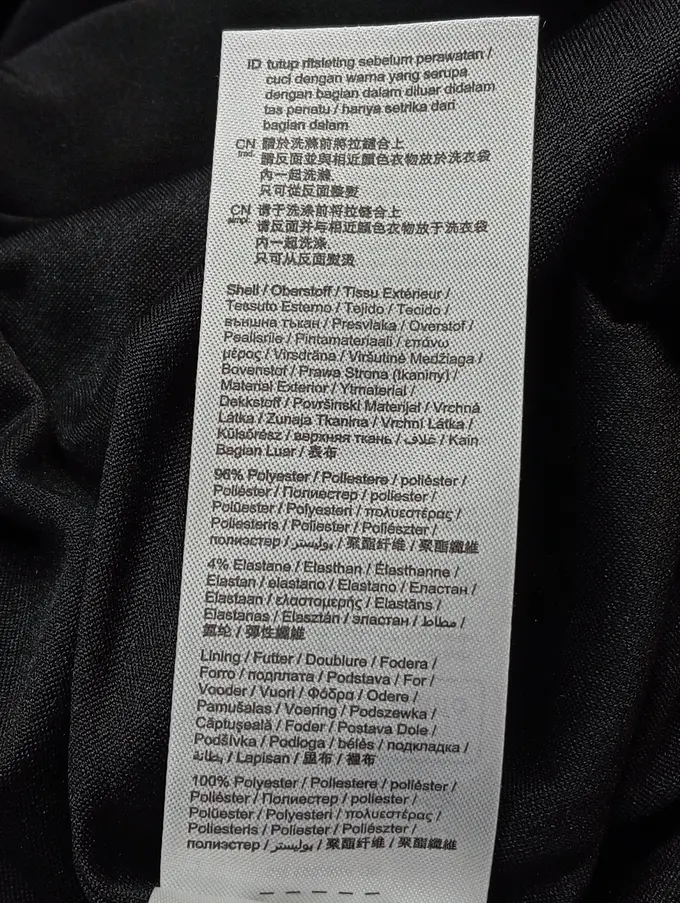 ID tutup ritsleting sebelum perawatan /
cuci dengan warna yang serupa
dengan bagian dalam diluar didalam
tas penatu / hanya setrika dari
bagian dalam
CN trad. 請於洗滌前將拉縫合上
請反面並與相近顏色衣物放於洗衣袋
內一起洗滌.
只可從反面整熨
CN simpl. 请于洗涤前将拉链合上
请反面并与相近颜色衣物放于洗衣袋
内一起洗涤.
只可从反面熨烫
Shell / Oberstoff / Tissu Extérieur /
Tessuto Esterno / Tejido / Tecido /
външна тъкан / Presvlaka / Overstof /
Pealisriie / Pintamateriaali / επάνω
μέρος / Virsdrāna / Viršutinė Medžiaga /
Bovenstof / Prawa Strona (tkaniny) /
Material Exterior / Ytmaterial /
Dekkstoff / Površinski Material / Vrchná
Látka / Zunaja Tkanina / Vrchní Látka /
Külsőrész / верхняя ткань / غلاف / Kain
Bagian Luar / 表布
96% Polyester / Poliestere / poliéster /
Poliéster / Полиестер / poliester /
Polüester / Polyesteri / πολυεστέρας /
Poliesteris / Poliester / Poliészter /
полиэстер / بوليستر / 聚酯纤维 / 聚酯纖維
4% Elastane / Elasthan / Élasthanne /
Elastan / elastano / Elastano / Еластан /
Elastaan / ελαστομερής / Elastāns /
Elastanas / Elasztán / эластан / مطاط /
氨纶 / 彈性纖維
Lining / Futter / Doublure / Fodera /
Forro / подплата / Podstava / For /
Vooder / Vuori / Φόδρα / Odere /
Pamušalas / Voering / Podszewka /
Căptuşeală / Foder / Postava Dole /
Podšívka / Podloga / bélés / подкладка /
بطانة / Lapisan / 里布 / 裡布
100% Polyester / Poliestere / poliéster /
Poliéster / Полиестер / poliester /
Polüester / Polyesteri / πολυεστέρας /
Poliesteris / Poliester / Poliészter /
полиэстер / بوليستر / 聚酯纤维 / 聚酯纖維